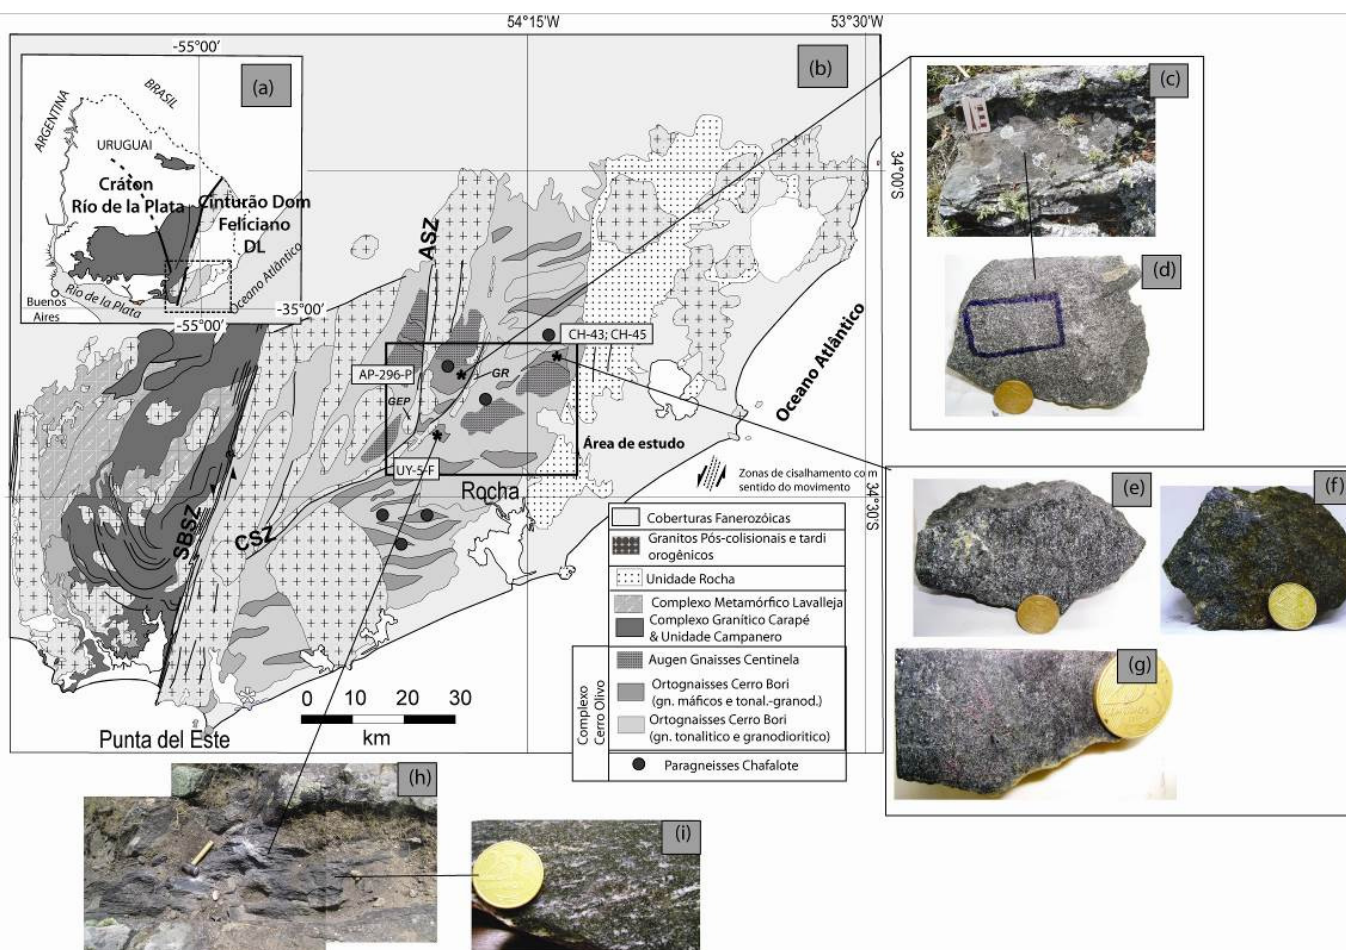 54°15'W
53°30'W
-55°00'
(a)
(b)
ARGENTINA
BRASIL
URUGUAI
Cráton
Río de la Plata
Cinturão Dom
Feliciano
DL
Oceano Atlântico
Río de la Plata
Buenos
Aires
-55°00'
-35°00'
34°00'S
ASZ
CH-43; CH-45
AP-296-P
GR
GEP
Área de estudo
UY-5-F
Rocha
Oceano Atlântico
Zonas de cisalhamento com
sentido do movimento
34°30'S
SBSZ
CSZ
Coberturas Fanerozóicas
Granitos Pós-colisionais e tardi
orogênicos
Unidade Rocha
Complexo Metamórfico Lavalleja
Complexo Granítico Carapé
& Unidade Campanero
Complexo
Cerro Olivo
Augen Gnaisses Centinela
Ortognaisses Cerro Bori
(gn. máficos e tonal.-granod.)
Ortognaisses Cerro Bori
(gn. tonalitico e granodioritico)
Paragneisses Chafalote
0 10 20 30
km
Punta del Este
(c)
(d)
(e)
(f)
(g)
(h)
(i)